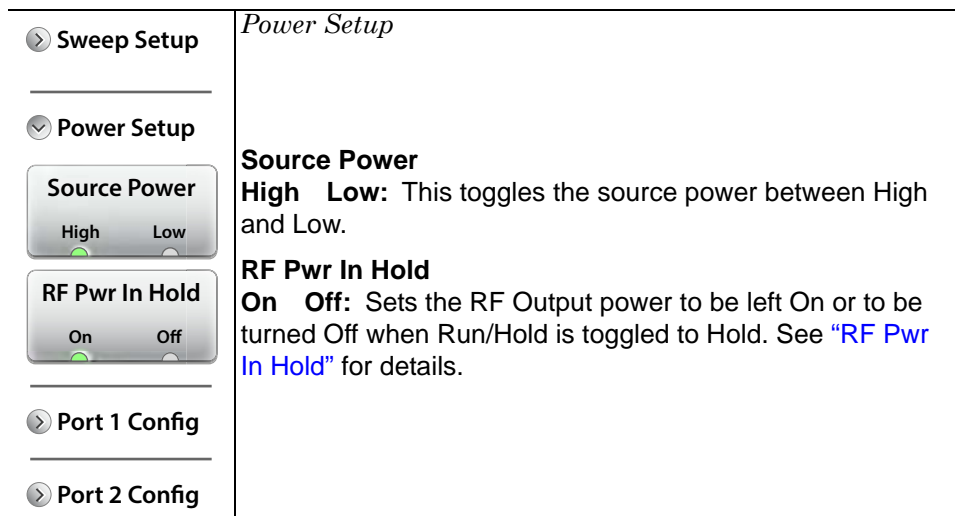 Sweep Setup
Power Setup
Source Power
High Low
RF Pwr In Hold
On Off
Port 1 Config
Port 2 Config
Power Setup
Source Power
High Low: This toggles the source power between High
and Low.
RF Pwr In Hold
On Off: Sets the RF Output power to be left On or to be
turned Off when Run/Hold is toggled to Hold. See “RF Pwr
In Hold” for details.